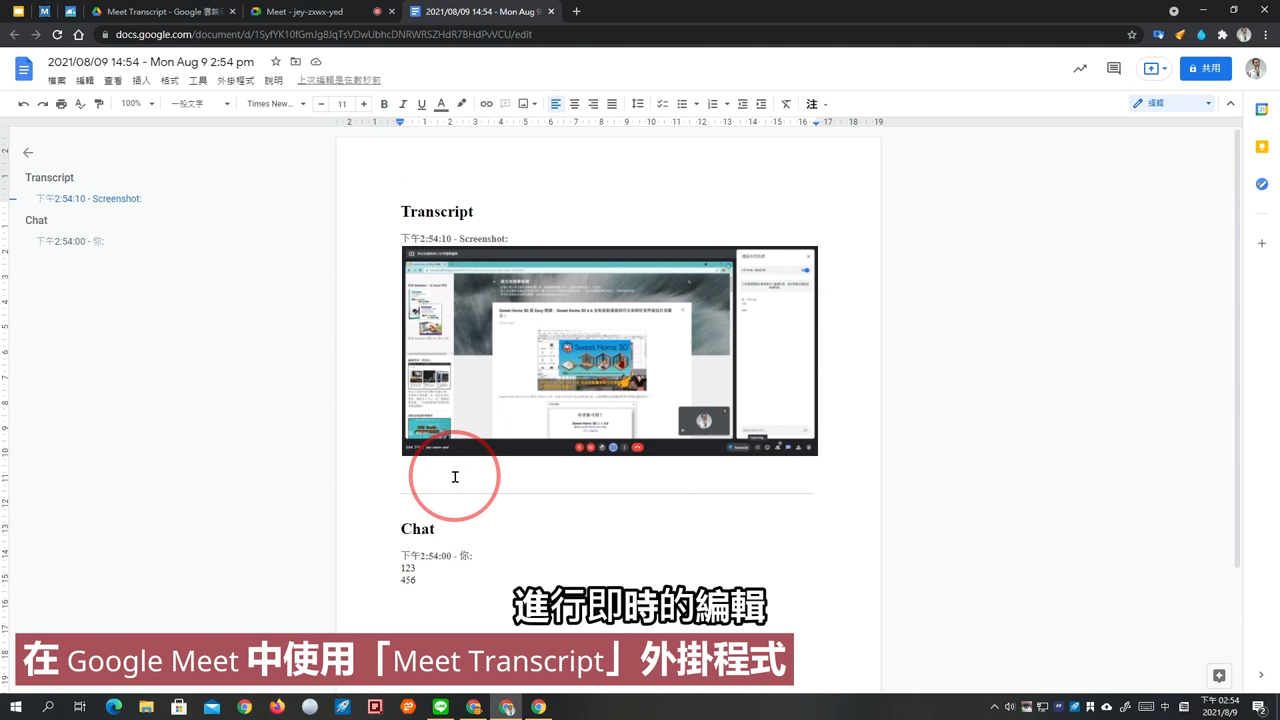 Meet Transcript - Google 雲端
Meet - jey-zxwx-yed
2021/08/09 14:54 - Mon Aug 9
docs.google.com/document/d/1SyfYK10fGmJg8JqTsVDwUbhcDNRWRSZHdR7BHdPvVcU/edit
2021/08/09 14:54 - Mon Aug 9 2:54 pm
檔案 編輯 查看 插入 格式 工具 外掛程式 說明 上次編輯是在數秒前
共用
100% 一般文字 Times New... 11
Transcript
下午2:54:10 - Screenshot:
Chat
下午2:54:00 - 你:
Transcript
下午2:54:10 - Screenshot:
Sweet Home 3D
Chat
下午2:54:00 - 你:
123
456
進行即時的編輯
在 Google Meet 中使用「Meet Transcript」外掛程式
下午 02:54
2021/8/9